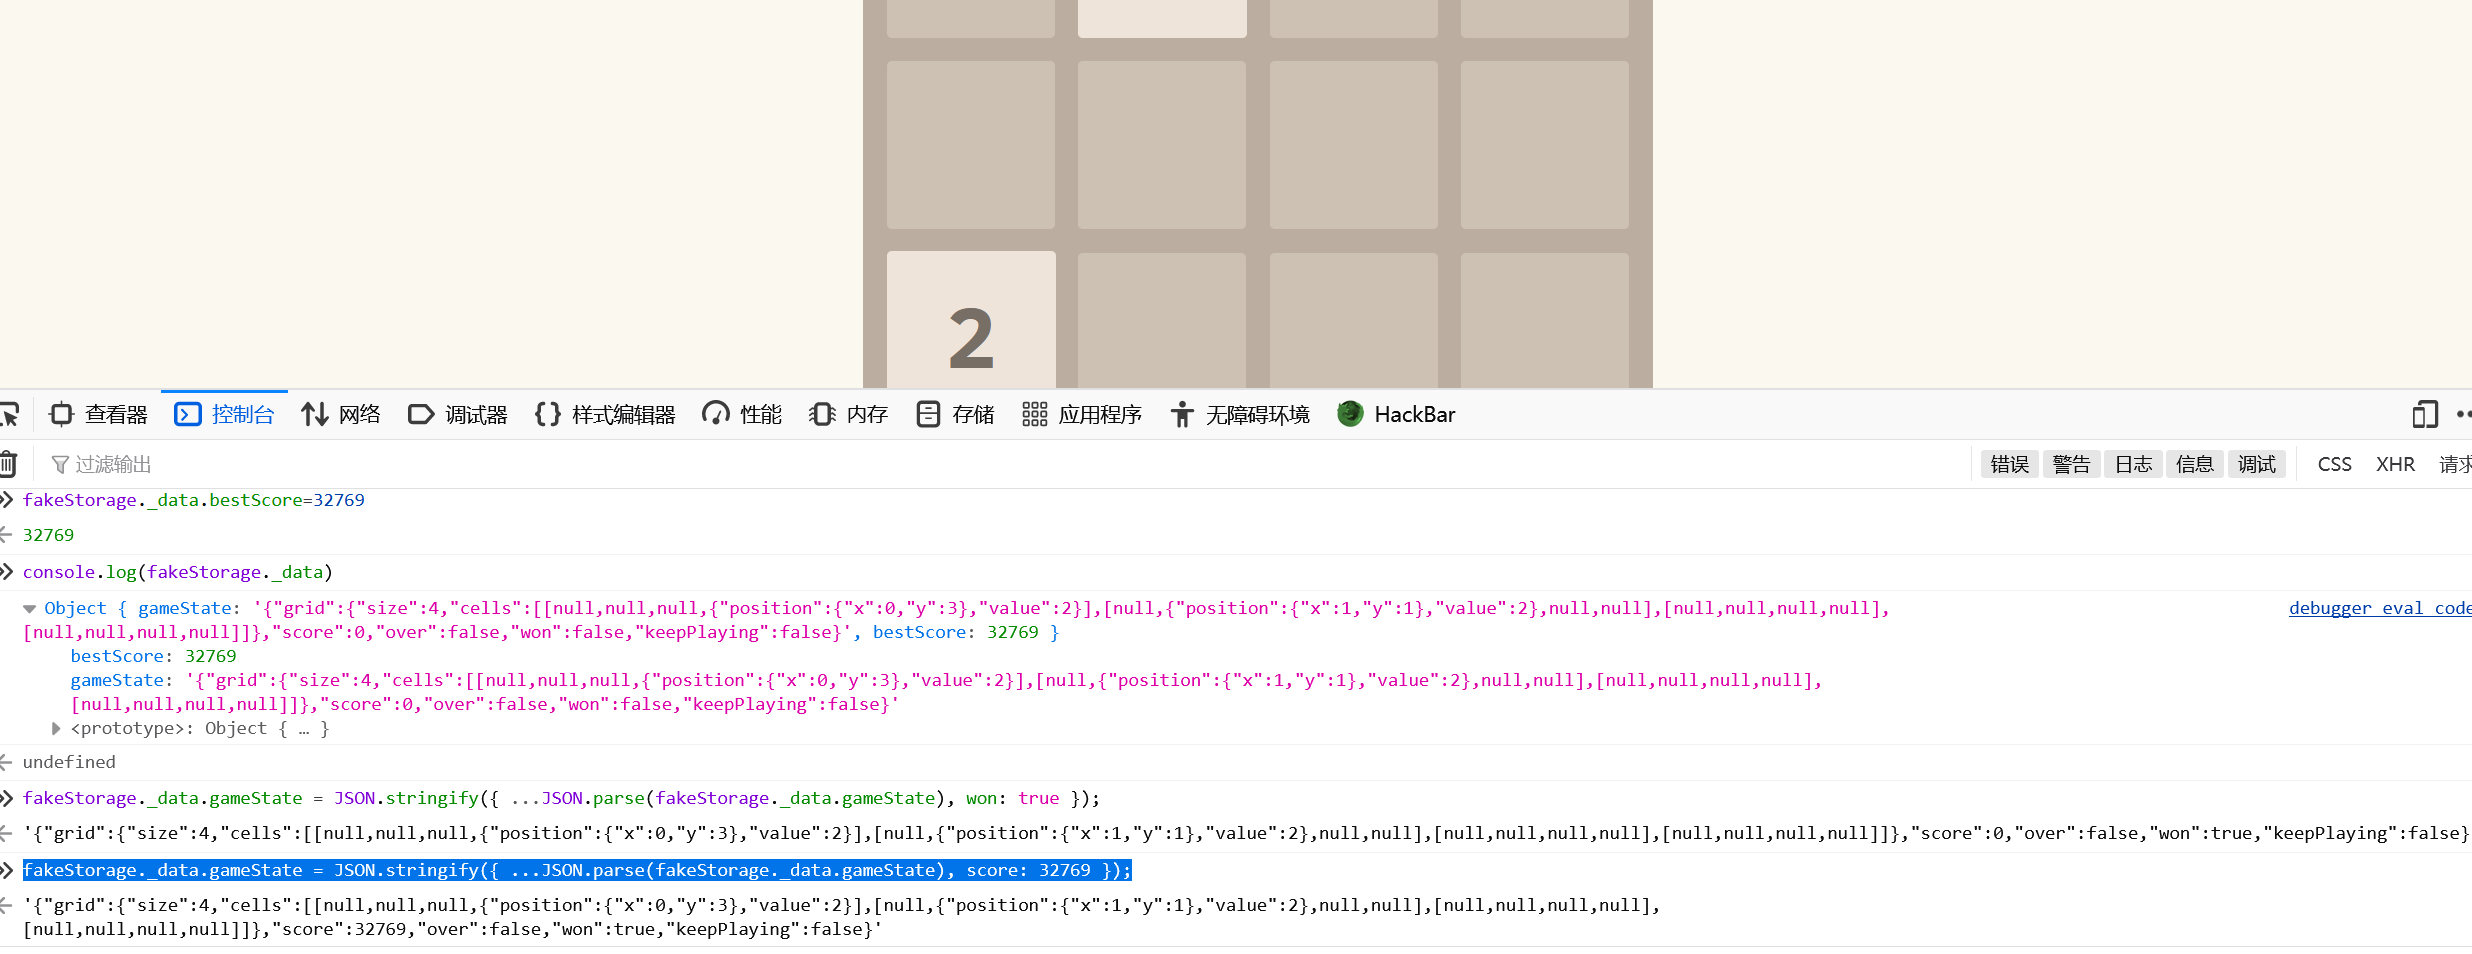 2
查看器 控制台 网络 调试器 样式编辑器 性能 内存 存储 应用程序 无障碍环境 HackBar
过滤输出 错误 警告 日志 信息 调试 CSS XHR 请求
fakeStorage._data.bestScore=32769
32769
console.log(fakeStorage._data)
Object { gameState: '{"grid":{"size":4,"cells":[[null,null,null,{"position":{"x":0,"y":3},"value":2}],[null,{"position":{"x":1,"y":1},"value":2},null,null],[null,null,null,null], debugger eval code
[null,null,null,null]]},"score":0,"over":false,"won":false,"keepPlaying":false}', bestScore: 32769 }
bestScore: 32769
gameState: '{"grid":{"size":4,"cells":[[null,null,null,{"position":{"x":0,"y":3},"value":2}],[null,{"position":{"x":1,"y":1},"value":2},null,null],[null,null,null,null],
[null,null,null,null]]},"score":0,"over":false,"won":false,"keepPlaying":false}'
<prototype>: Object { … }
undefined
fakeStorage._data.gameState = JSON.stringify({ ...JSON.parse(fakeStorage._data.gameState), won: true });
'{"grid":{"size":4,"cells":[[null,null,null,{"position":{"x":0,"y":3},"value":2}],[null,{"position":{"x":1,"y":1},"value":2},null,null],[null,null,null,null],[null,null,null,null]]},"score":0,"over":false,"won":true,"keepPlaying":false}
fakeStorage._data.gameState = JSON.stringify({ ...JSON.parse(fakeStorage._data.gameState), score: 32769 });
'{"grid":{"size":4,"cells":[[null,null,null,{"position":{"x":0,"y":3},"value":2}],[null,{"position":{"x":1,"y":1},"value":2},null,null],[null,null,null,null],
[null,null,null,null]]},"score":32769,"over":false,"won":true,"keepPlaying":false}'